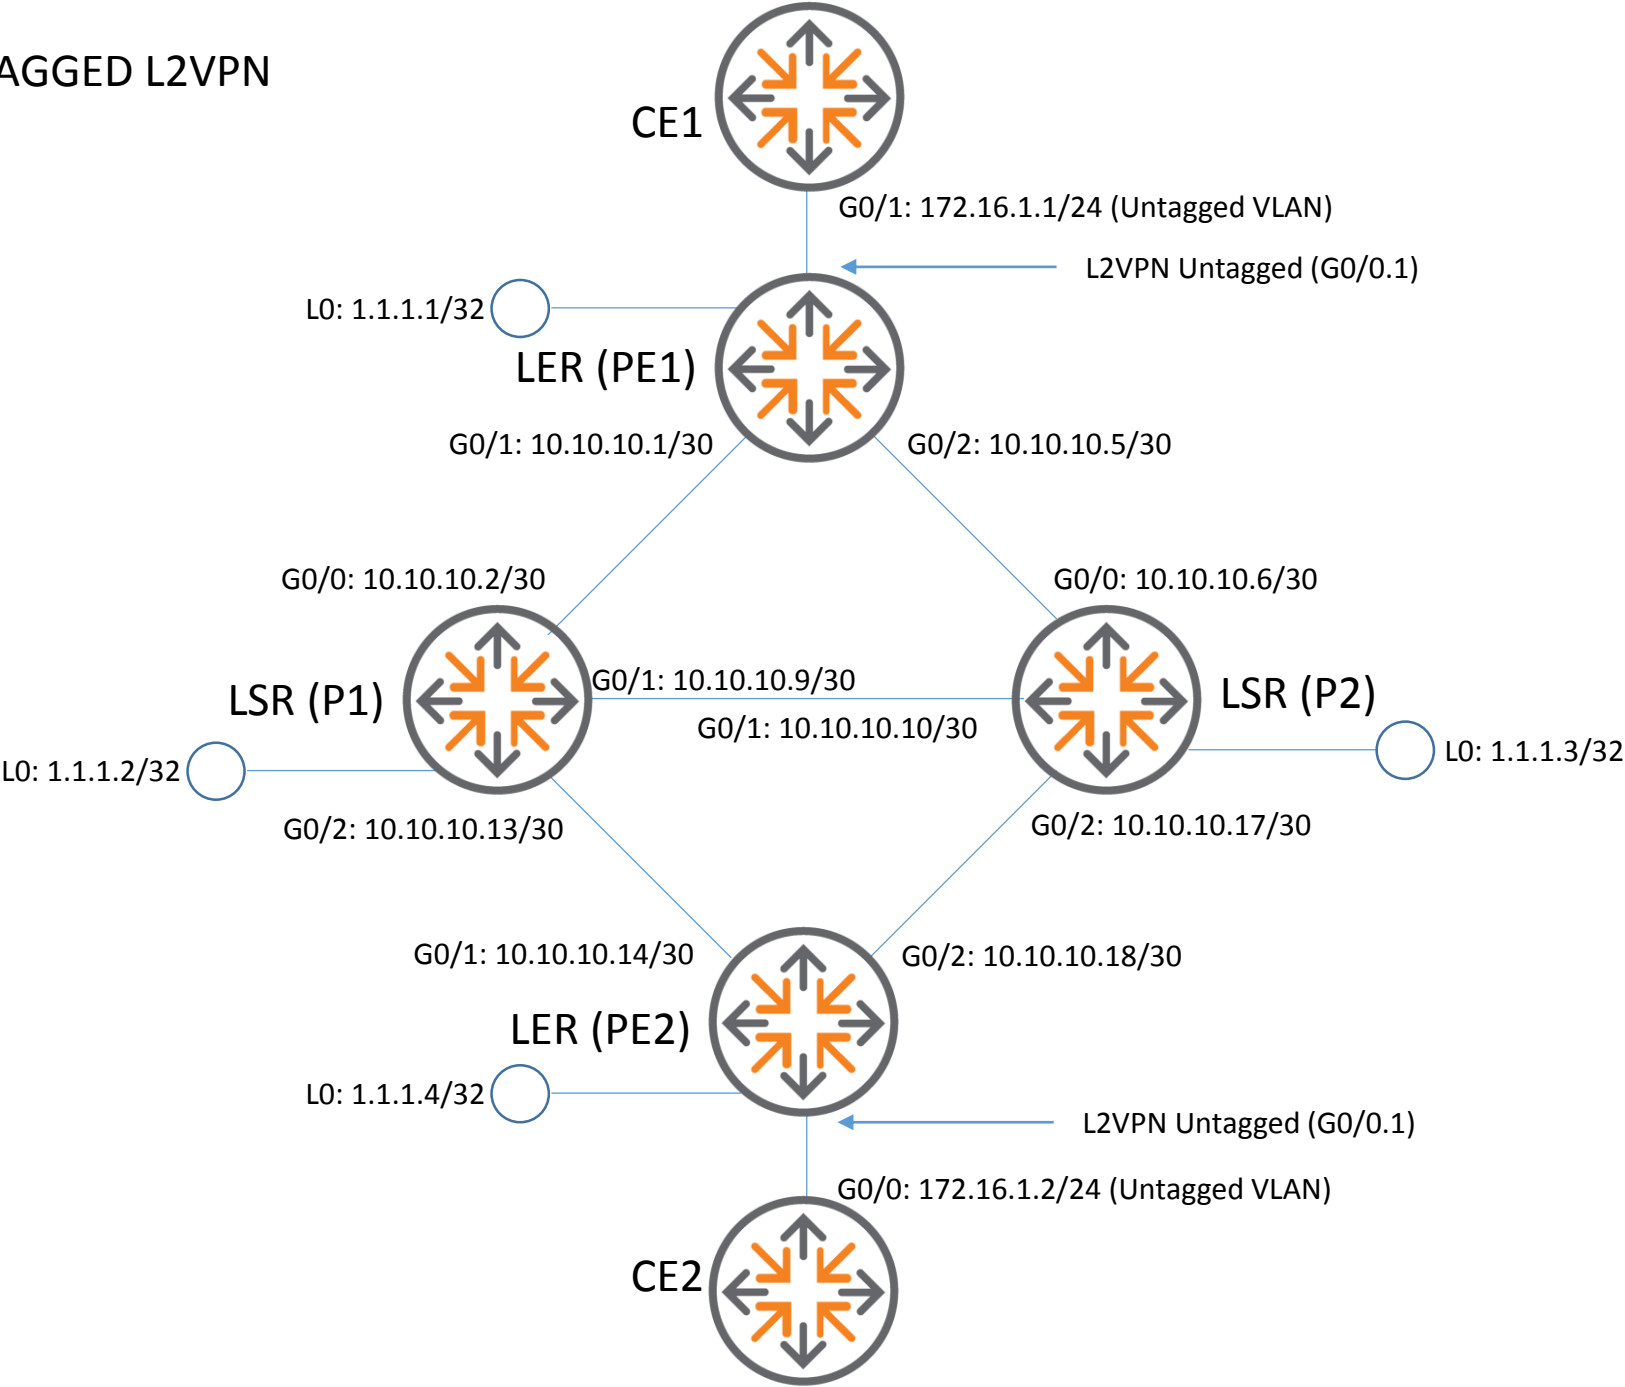 AGGED L2VPN
CE1
G0/1: 172.16.1.1/24 (Untagged VLAN)
L2VPN Untagged (G0/0.1)
L0: 1.1.1.1/32
LER (PE1)
G0/1: 10.10.10.1/30
G0/2: 10.10.10.5/30
G0/0: 10.10.10.2/30
G0/0: 10.10.10.6/30
LSR (P1)
G0/1: 10.10.10.9/30
LSR (P2)
G0/1: 10.10.10.10/30
L0: 1.1.1.2/32
L0: 1.1.1.3/32
G0/2: 10.10.10.13/30
G0/2: 10.10.10.17/30
G0/1: 10.10.10.14/30
G0/2: 10.10.10.18/30
LER (PE2)
L0: 1.1.1.4/32
L2VPN Untagged (G0/0.1)
G0/0: 172.16.1.2/24 (Untagged VLAN)
CE2